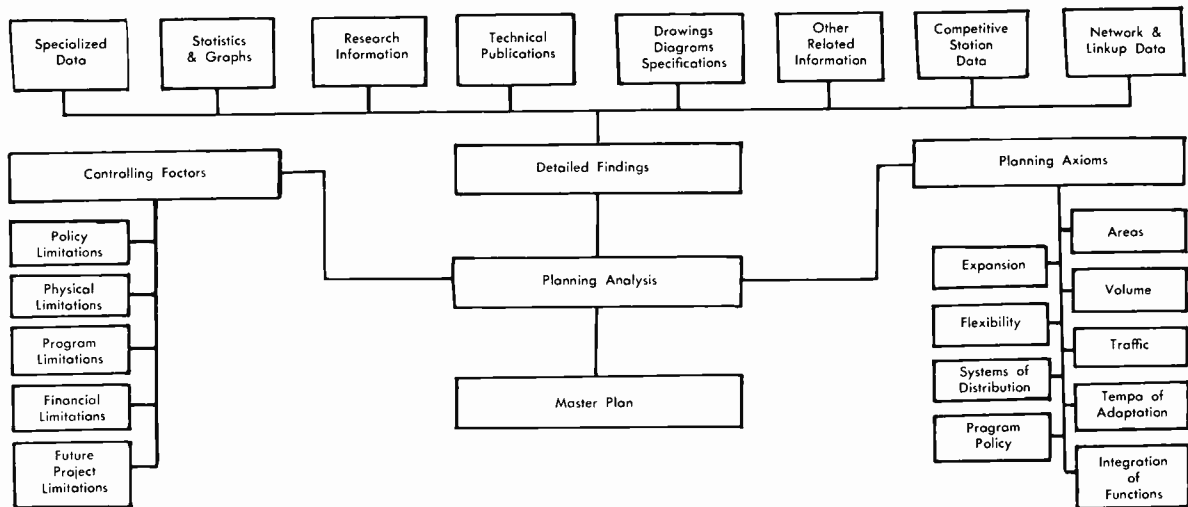 Specialized
Data
Statistics
& Graphs
Research
Information
Technical
Publications
Drawings
Diagrams
Specifications
Other
Related
Information
Competitive
Station
Data
Network &
Linkup Data
Controlling Factors
Detailed Findings
Planning Axioms
Policy
Limitations
Physical
Limitations
Program
Limitations
Financial
Limitatians
Future
Project
Limitations
Planning Analysis
Master Plan
Expansion
Flexibility
Systems of
Distribution
Program
Policy
Areas
Volume
Traffic
Tempa of
Adaptation
Integration
of
Functions